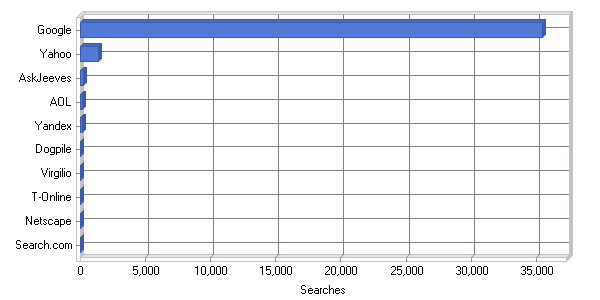 Google
Yahoo
AskJeeves
AOL
Yandex
Dogpile
Virgilio
T-Online
Netscape
Search.com
0 5,000 10,000 15,000 20,000 25,000 30,000 35,000
Searches